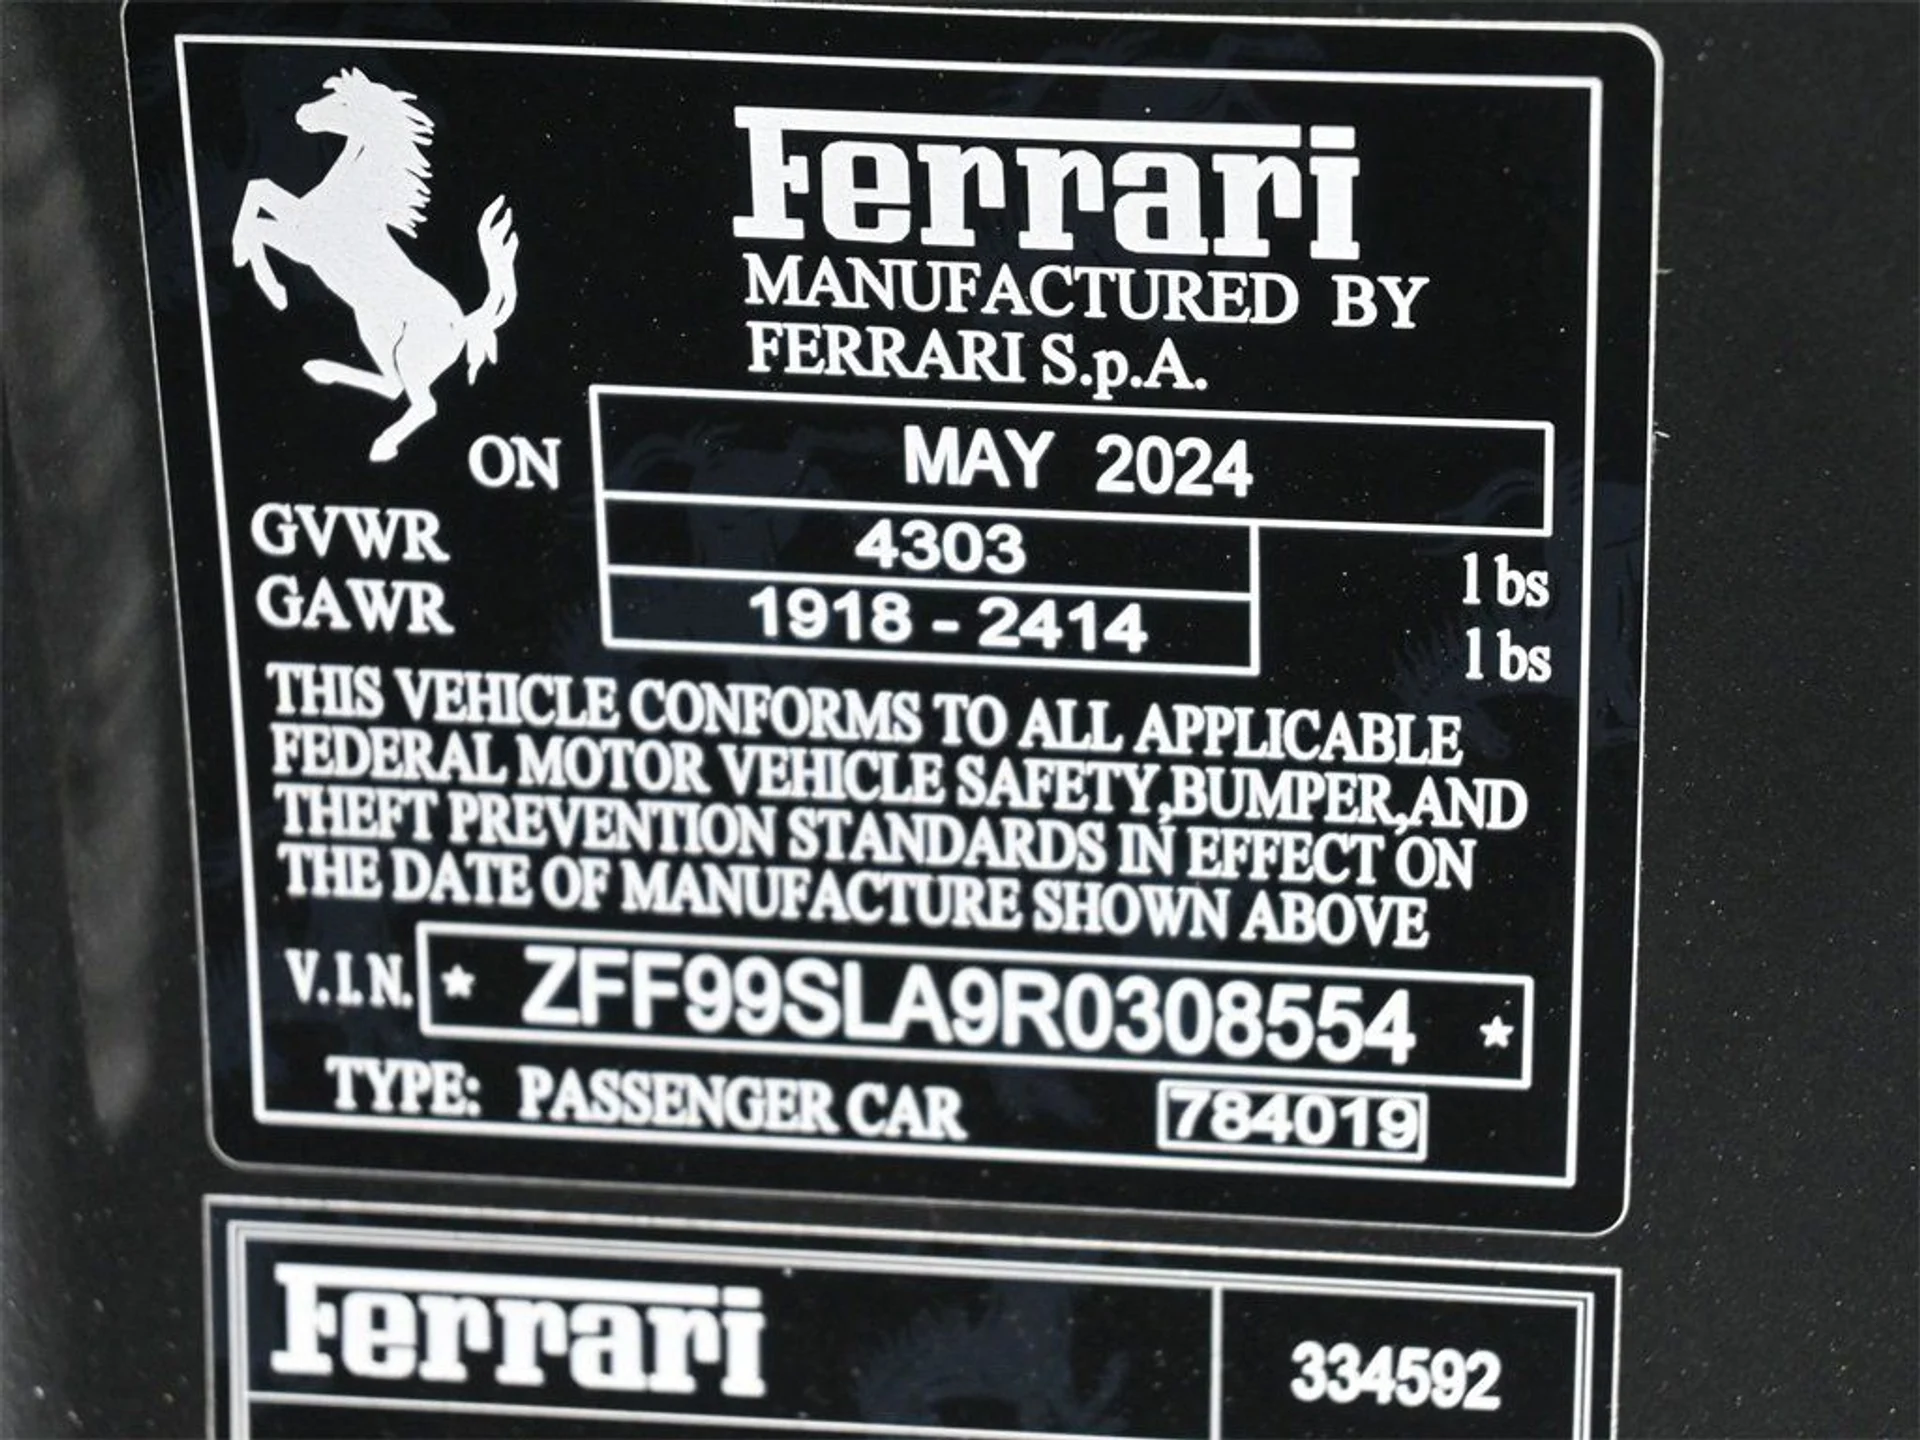 Ferrari
MANUFACTURED BY
FERRARI S.p.A.
ON MAY 2024
GVWR 4303 lbs
GAWR 1918 - 2414 lbs
THIS VEHICLE CONFORMS TO ALL APPLICABLE
FEDERAL MOTOR VEHICLE SAFETY,BUMPER,AND
THEFT PREVENTION STANDARDS IN EFFECT ON
THE DATE OF MANUFACTURE SHOWN ABOVE
V.I.N. * ZFF99SLA9R0308554 *
TYPE: PASSENGER CAR 784019
Ferrari 334592